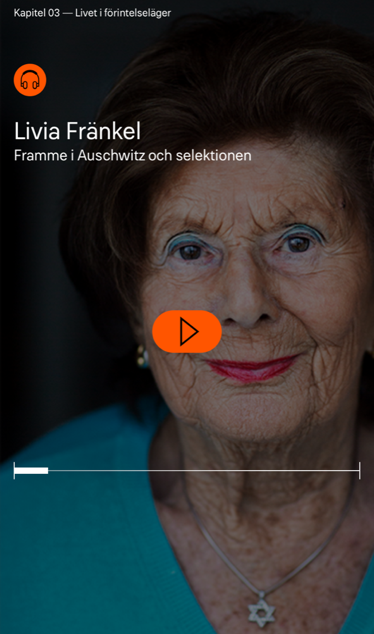 Kapitel 03 — Livet i förintelseläger
Livia Fränkel
Framme i Auschwitz och selektionen